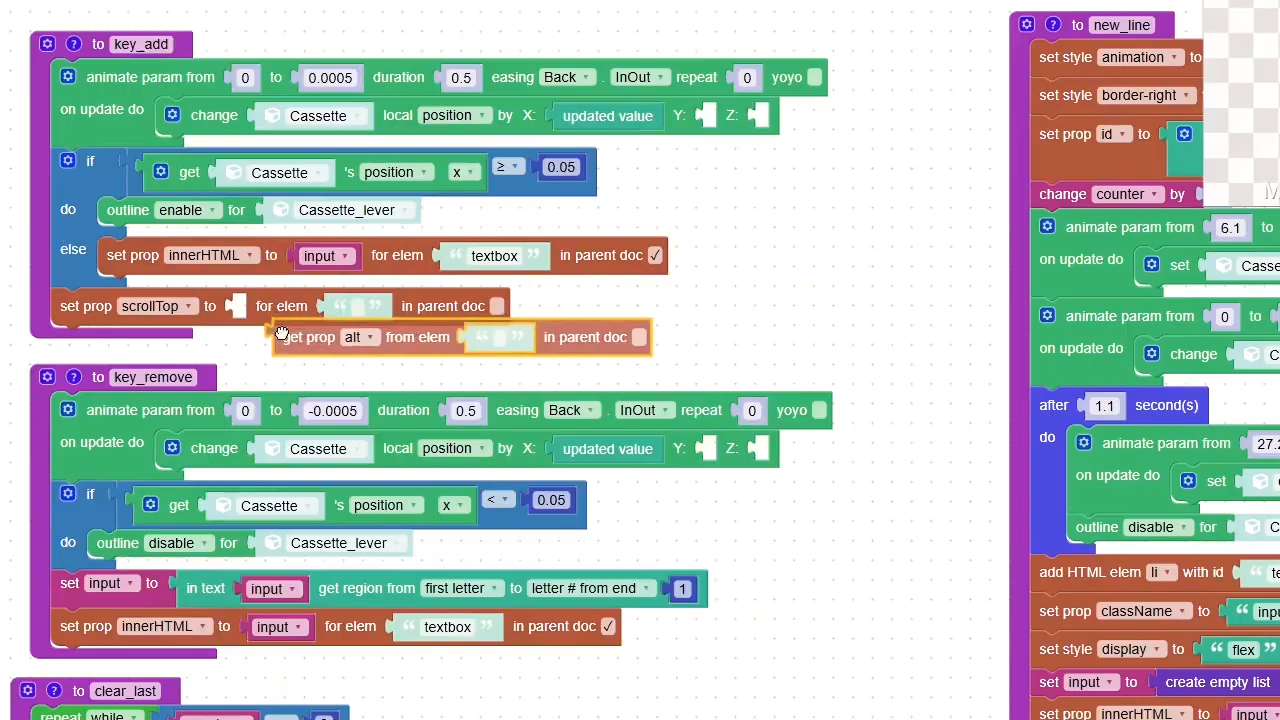 ? to key_add
animate param from 0 to 0.0005 duration 0.5 easing Back . InOut repeat 0 yoyo
on update do change Cassette local position by X: updated value Y: Z:
if get Cassette 's position x ≥ 0.05
do outline enable for Cassette_lever
else set prop innerHTML to input for elem “ textbox ” in parent doc ✓
set prop scrollTop to for elem “ ” in parent doc
get prop alt from elem “ ” in parent doc
? to key_remove
animate param from 0 to -0.0005 duration 0.5 easing Back . InOut repeat 0 yoyo
on update do change Cassette local position by X: updated value Y: Z:
if get Cassette 's position x < 0.05
do outline disable for Cassette_lever
set input to in text input get region from first letter to letter # from end 1
set prop innerHTML to input for elem “ textbox ” in parent doc ✓
? to clear_last
repeat while
? to new_line
set style animation to
set style border-right
set prop id to
change counter by
animate param from 6.1 to
on update do set
animate param from 0 to
on update do change
after 1.1 second(s)
do animate param from 27.2
on update do set
outline disable for
add HTML elem li with id “
set prop className to “
set style display to “ flex ”
set input to create empty list
set prop innerHTML to